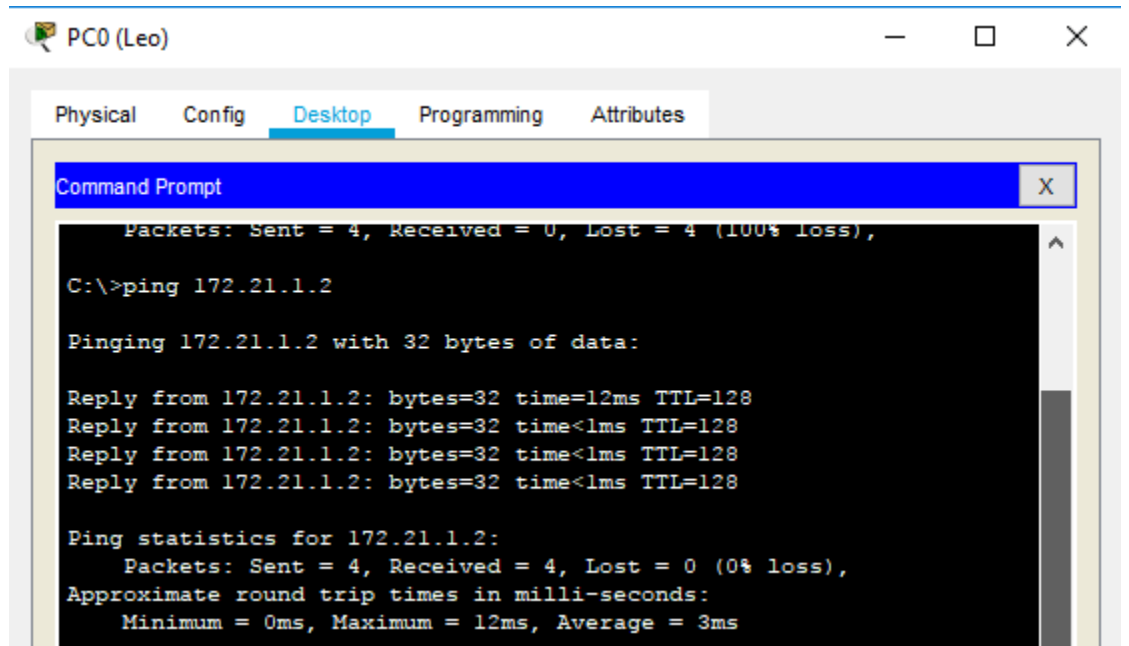 PC0 (Leo)
Physical Config Desktop Programming Attributes
Command Prompt X
Packets: Sent = 4, Received = 0, Lost = 4 (100% loss),
C:\>ping 172.21.1.2
Pinging 172.21.1.2 with 32 bytes of data:
Reply from 172.21.1.2: bytes=32 time=12ms TTL=128
Reply from 172.21.1.2: bytes=32 time<1ms TTL=128
Reply from 172.21.1.2: bytes=32 time<1ms TTL=128
Reply from 172.21.1.2: bytes=32 time<1ms TTL=128
Ping statistics for 172.21.1.2:
Packets: Sent = 4, Received = 4, Lost = 0 (0% loss),
Approximate round trip times in milli-seconds:
Minimum = 0ms, Maximum = 12ms, Average = 3ms